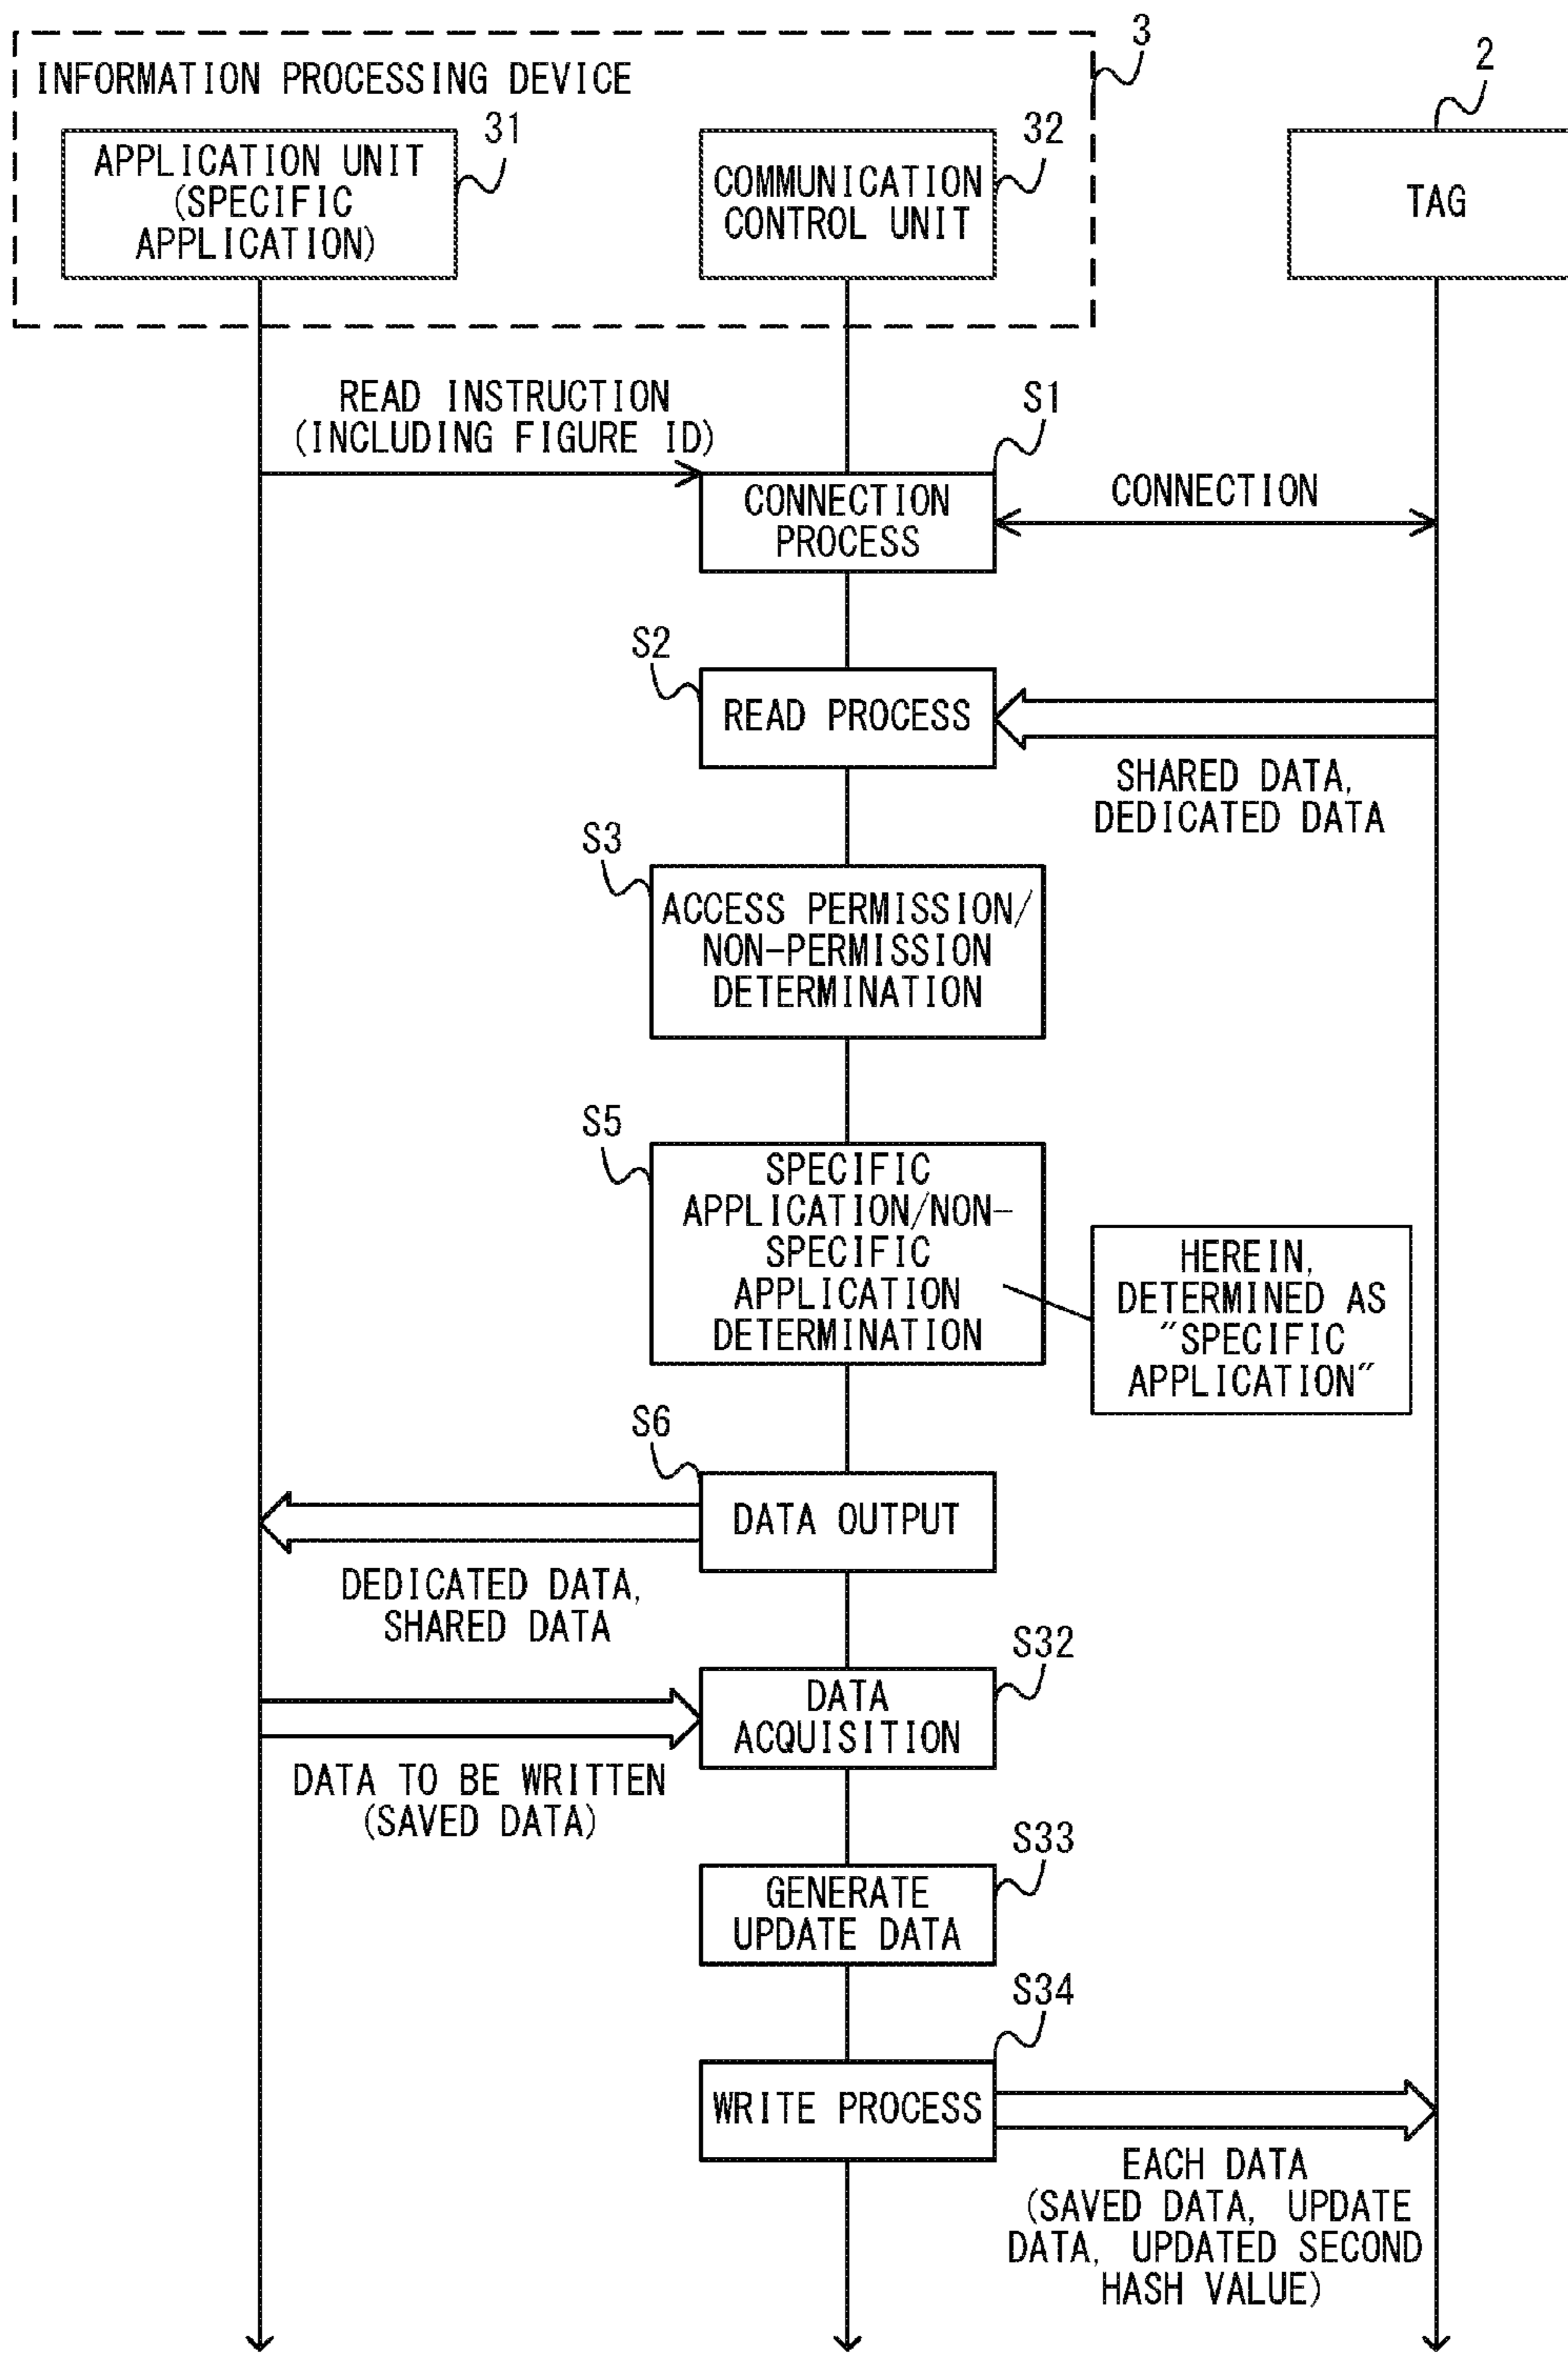 3
INFORMATION PROCESSING DEVICE
2
31
32
APPLICATION UNIT
(SPECIFIC
APPLICATION)
COMMUNICATION
CONTROL UNIT
TAG
READ INSTRUCTION
(INCLUDING FIGURE ID)
S1
CONNECTION
PROCESS
CONNECTION
S2
READ PROCESS
SHARED DATA,
DEDICATED DATA
S3
ACCESS PERMISSION/
NON-PERMISSION
DETERMINATION
S5
SPECIFIC
APPLICATION/NON-
SPECIFIC
APPLICATION
DETERMINATION
HEREIN,
DETERMINED AS
"SPECIFIC
APPLICATION"
S6
DATA OUTPUT
DEDICATED DATA,
SHARED DATA
S32
DATA
ACQUISITION
DATA TO BE WRITTEN
(SAVED DATA)
S33
GENERATE
UPDATE DATA
S34
WRITE PROCESS
EACH DATA
(SAVED DATA, UPDATE
DATA, UPDATED SECOND
HASH VALUE)